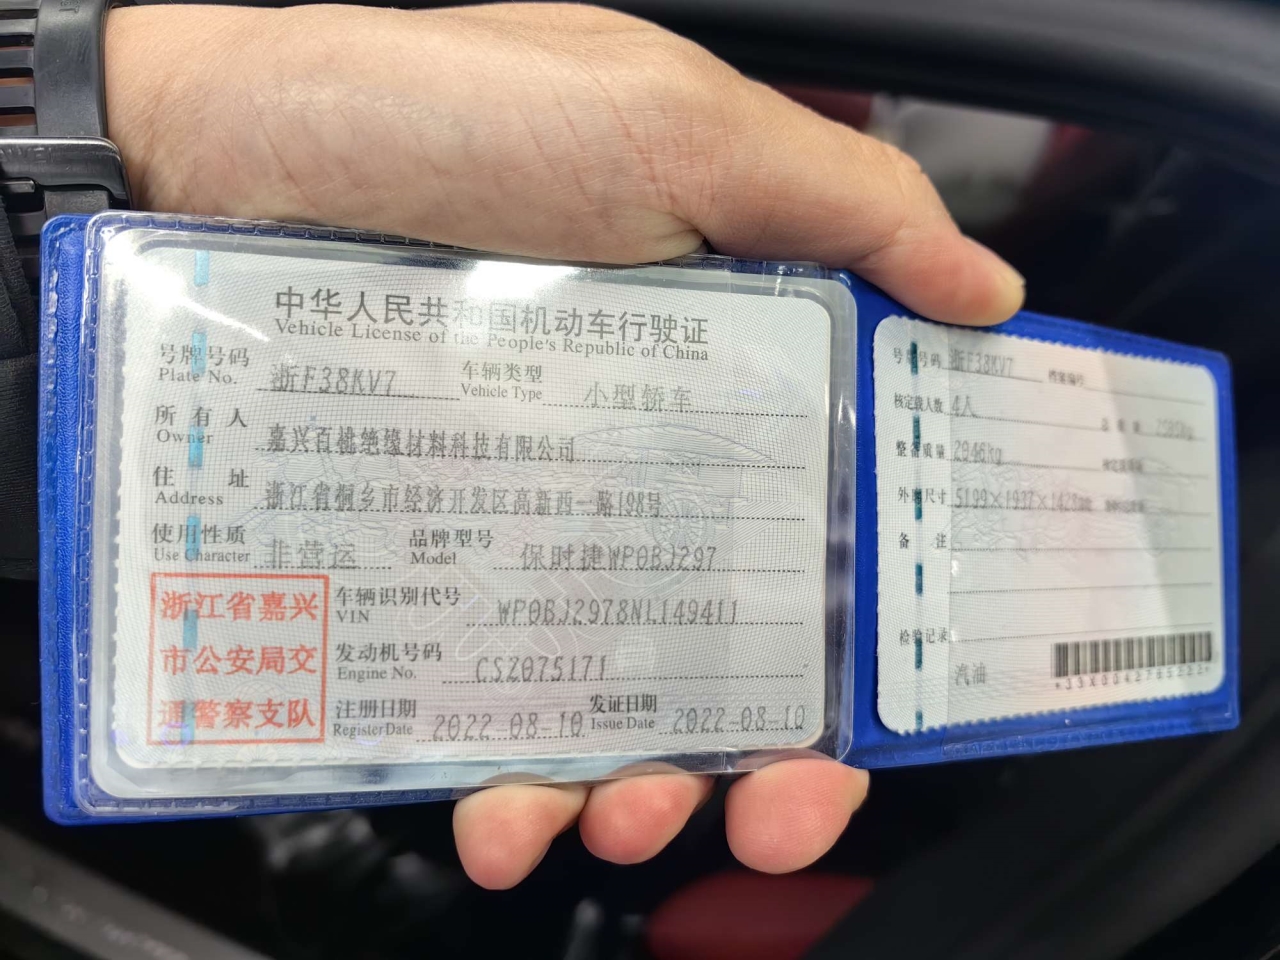 中华人民共和国机动车行驶证
Vehicle License of the People's Republic of China
号牌号码 浙F38KV7 车辆类型 小型轿车
Plate No. Vehicle Type
所有人 嘉兴百桃绝缘材料科技有限公司
Owner
住址 浙江省桐乡市经济开发区高新西一路198号
Address
使用性质 非营运 品牌型号 保时捷WP0BJ297
Use Character Model
浙江省嘉兴
市公安局交
通警察支队
车辆识别代号 WP0BJ2978NL149411
VIN
发动机号码 CSZ075171
Engine No.
注册日期 2022-08-10 发证日期 2022-08-10
Register Date Issue Date
号牌号码 浙F38KV7 档案编号
核定载人数 4人
整备质量
外廓尺寸
备注
检验记录
汽油